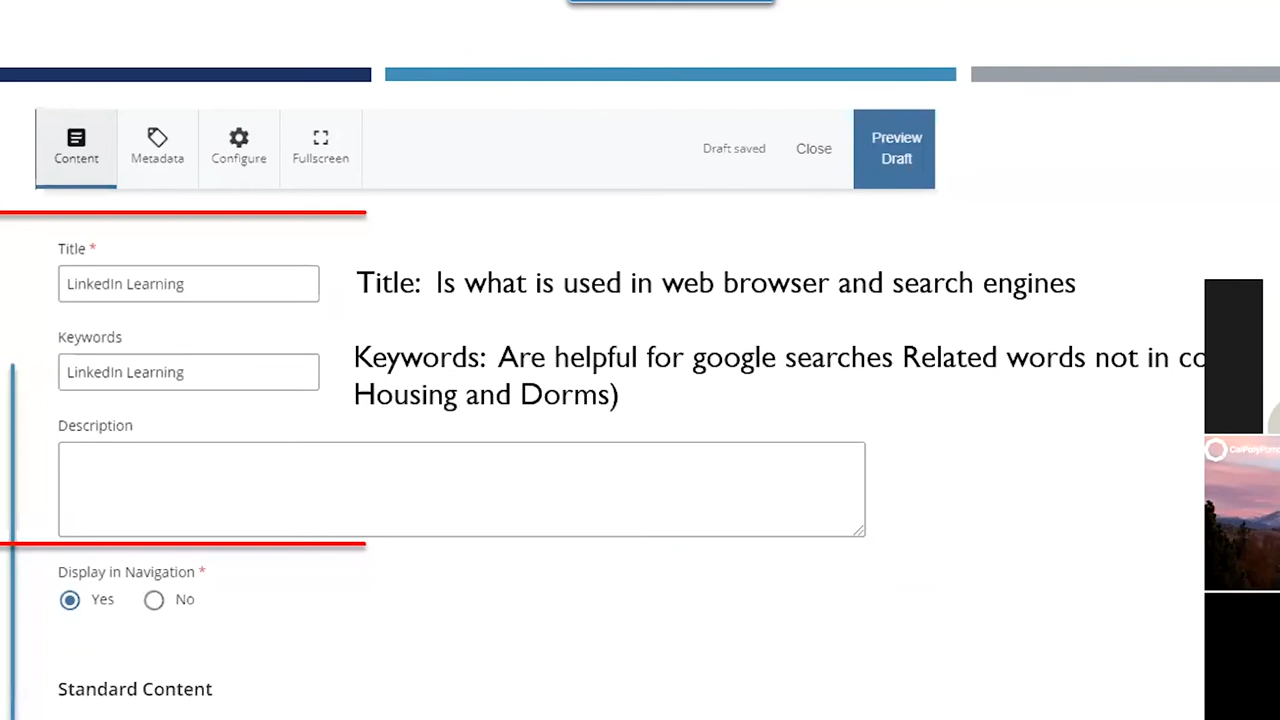 Content
Metadata
Configure
Fullscreen
Draft saved
Close
Preview
Draft
Title *
LinkedIn Learning
Title: Is what is used in web browser and search engines
Keywords
LinkedIn Learning
Keywords: Are helpful for google searches Related words not in co
Housing and Dorms)
Description
Display in Navigation *
Yes No
Standard Content